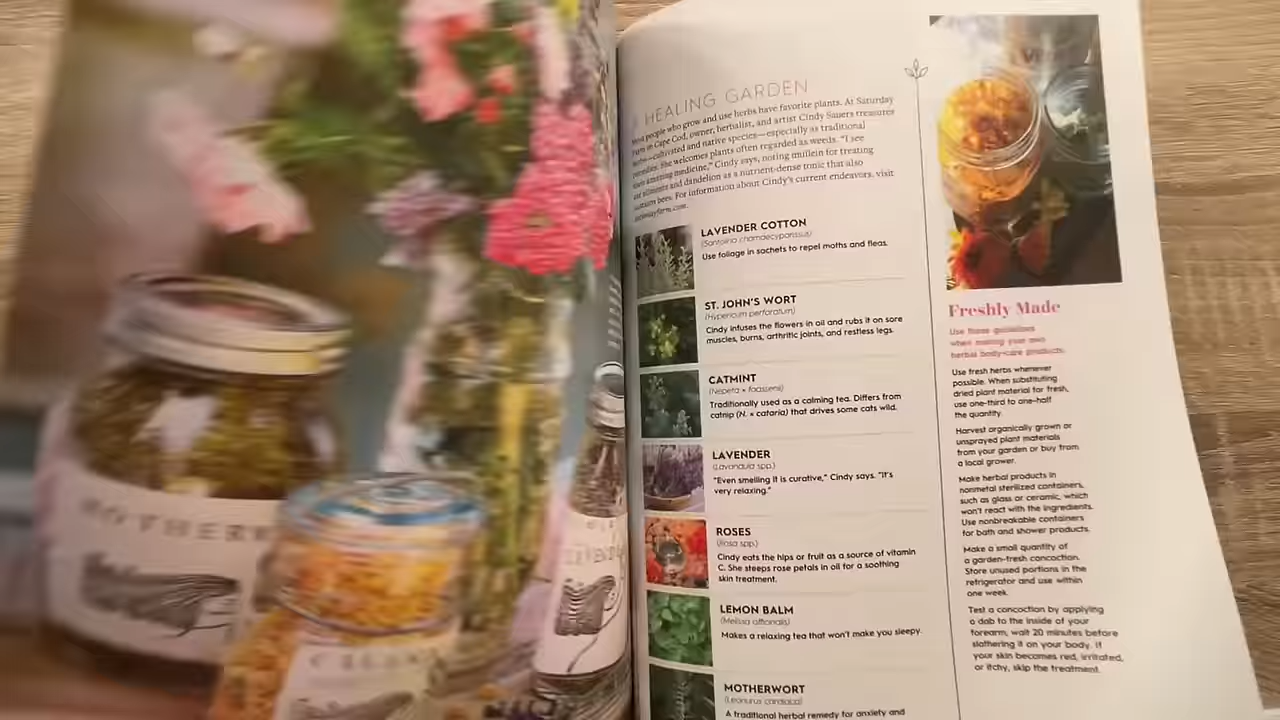 HEALING GARDEN
Most people who grow and use herbs have favorite plants. At Saturday
Farm in Cape Cod, owner, herbalist, and artist Cindy Sauers treasures
herbs—cultivated and native species—especially as traditional
remedies. She welcomes plants often regarded as weeds. "I see
amazing medicine," Cindy says, noting mullein for treating
ear ailments and dandelion as a nutrient-dense tonic that also
bees. For information about Cindy's current endeavors, visit
LAVENDER COTTON
(Santolina chamaecyparissus)
Use foliage in sachets to repel moths and fleas.
ST. JOHN'S WORT
(Hypericum perforatum)
Cindy infuses the flowers in oil and rubs it on sore
muscles, burns, arthritic joints, and restless legs.
CATMINT
(Nepeta × faassenii)
Traditionally used as a calming tea. Differs from
catnip (N. × cataria) that drives some cats wild.
LAVENDER
(Lavandula spp.)
"Even smelling it is curative," Cindy says. "It's
very relaxing."
ROSES
(Rosa spp.)
Cindy eats the hips or fruit as a source of vitamin
C. She steeps rose petals in oil for a soothing
skin treatment.
LEMON BALM
(Melissa officinalis)
Makes a relaxing tea that won't make you sleepy.
MOTHERWORT
(Leonurus cardiaca)
A traditional herbal remedy for anxiety and
Freshly Made
Use these guidelines
when making your own
herbal body-care products.
Use fresh herbs whenever
possible. When substituting
dried plant material for fresh,
use one-third to one-half
the quantity.
Harvest organically grown or
unsprayed plant materials
from your garden or buy from
a local grower.
Make herbal products in
nonmetal sterilized containers,
such as glass or ceramic, which
won't react with the ingredients.
Use nonbreakable containers
for bath and shower products.
Make a small quantity of
a garden-fresh concoction.
Store unused portions in the
refrigerator and use within
one week.
Test a concoction by applying
a dab to the inside of your
forearm, wait 20 minutes before
slathering it on your body. If
your skin becomes red, irritated,
or itchy, skip the treatment.